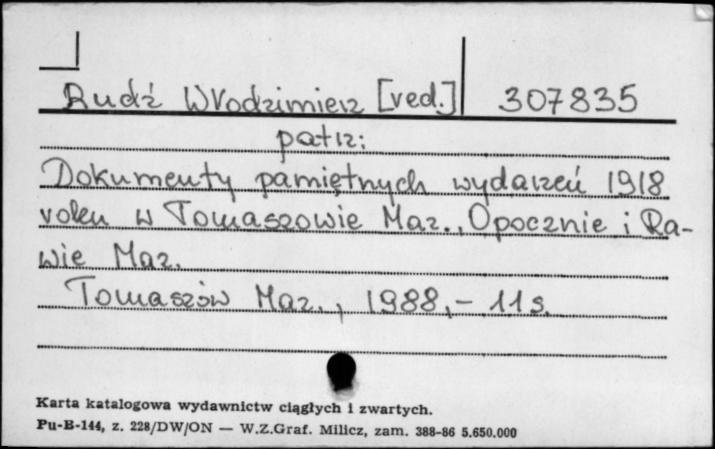 Rudź Włodzimierz [red.] 307835
patrz:
Dokumenty pamiętnych wydarzeń 1918
roku w Tomaszowie Maz., Opocznie i Ra-
wie Maz.
Tomaszów Maz., 1988,- 11 s.
Karta katalogowa wydawnictw ciągłych i zwartych.
Pu-B-144, z. 228/DW/ON — W.Z.Graf. Milicz, zam. 388-86 5.650.000